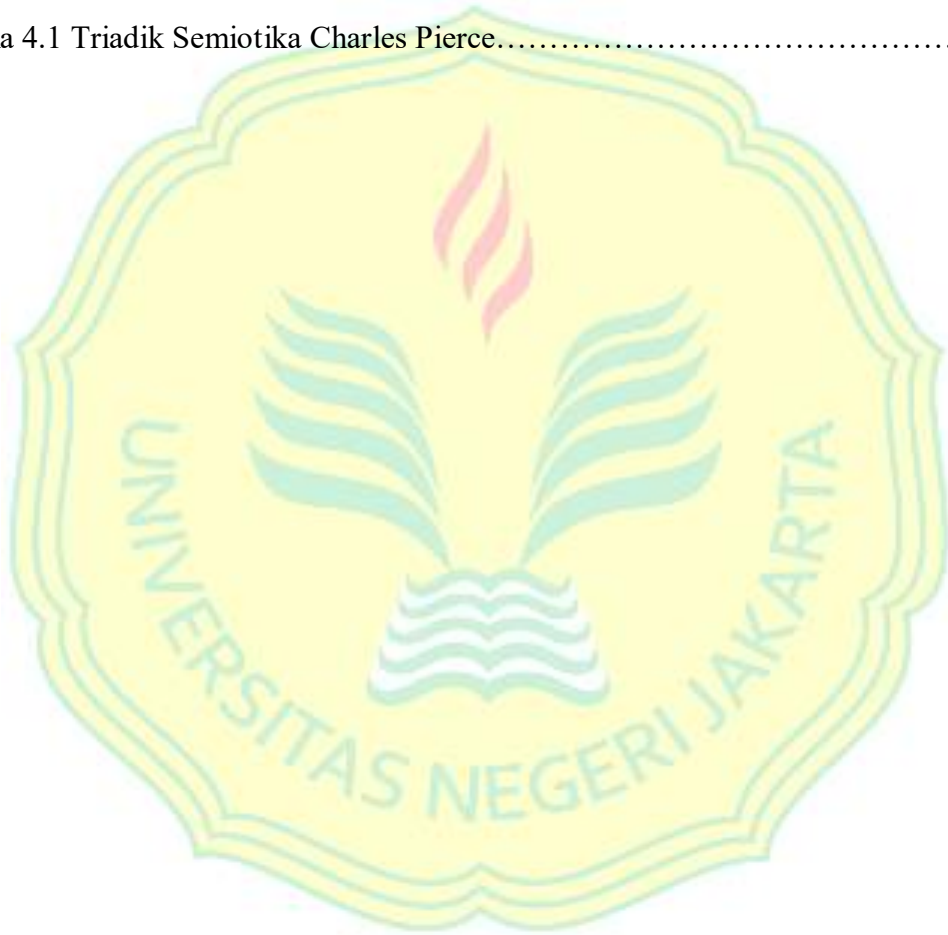 a 4.1 Triadik Semiotika Charles Pierce……………………………………
UNIVERSITAS NEGERI JAKARTA